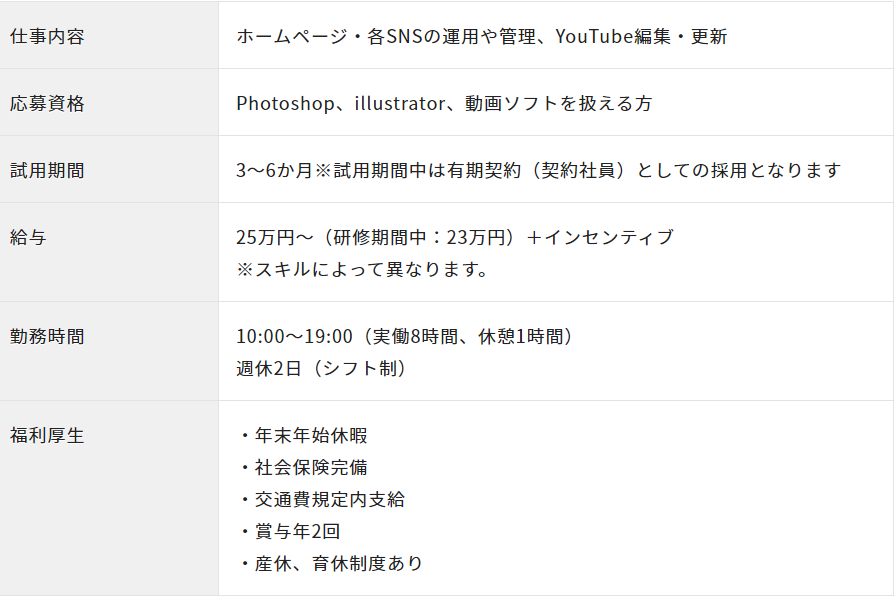 仕事内容
ホームページ・各SNSの運用や管理、YouTube編集・更新
応募資格
Photoshop、illustrator、動画ソフトを扱える方
試用期間
3～6か月※試用期間中は有期契約（契約社員）としての採用となります
給与
25万円～（研修期間中：23万円）＋インセンティブ
※スキルによって異なります。
勤務時間
10:00～19:00（実働8時間、休憩1時間）
週休2日（シフト制）
福利厚生
・年末年始休暇
・社会保険完備
・交通費規定内支給
・賞与年2回
・産休、育休制度あり